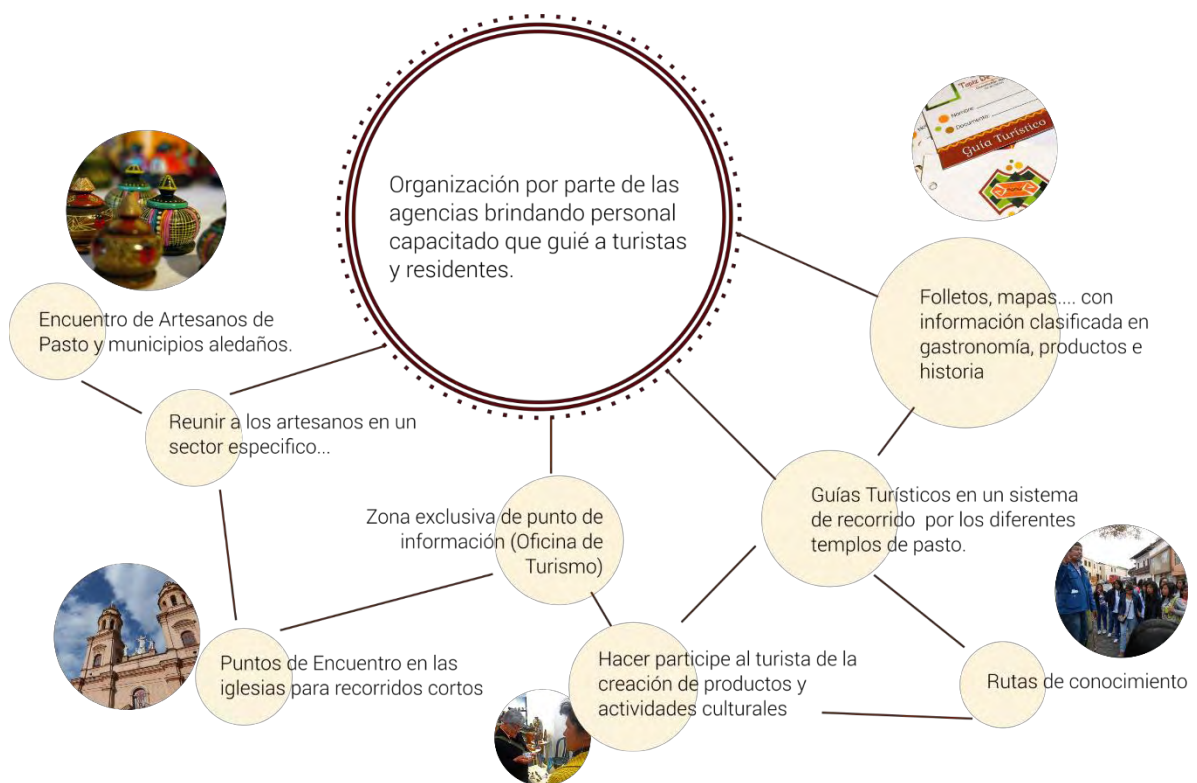 Organización por parte de las
agencias brindando personal
capacitado que guié a turistas
y residentes.
Nombre:
Documento:
Guía Turístico
Encuentro de Artesanos de
Pasto y municipios aledaños.
Folletos, mapas.... con
información clasificada en
gastronomía, productos e
historia
Reunir a los artesanos en un
sector especifico...
Zona exclusiva de punto de
información (Oficina de
Turismo)
Guías Turísticos en un sistema
de recorrido por los diferentes
templos de pasto.
Puntos de Encuentro en las
iglesias para recorridos cortos
Hacer participe al turista de la
creación de productos y
actividades culturales
Rutas de conocimiento